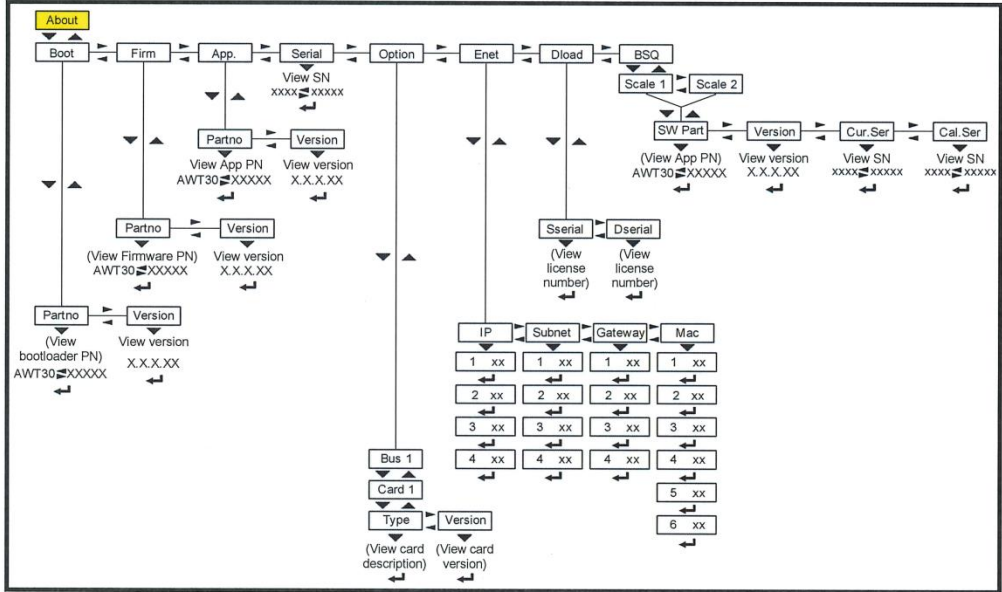 About
Boot Firm App. Serial Option Enet Dload BSQ
View SN
xxxx xxxxx
Scale 1 Scale 2
Partno Version
View App PN View version
AWT30 XXXXX X.X.X.XX
SW Part Version Cur.Ser Cal.Ser
(View App PN) View version View SN View SN
AWT30 XXXXX X.X.X.XX xxxx xxxxx xxxx xxxxx
Partno Version
(View Firmware PN) View version
AWT30 XXXXX X.X.X.XX
Sserial Dserial
(View (View
license license
number) number)
Partno Version
(View View version
bootloader PN)
AWT30 XXXXX X.X.X.XX
IP Subnet Gateway Mac
1 xx 1 xx 1 xx 1 xx
2 xx 2 xx 2 xx 2 xx
3 xx 3 xx 3 xx 3 xx
4 xx 4 xx 4 xx 4 xx
5 xx
6 xx
Bus 1
Card 1
Type Version
(View card (View card
description) version)